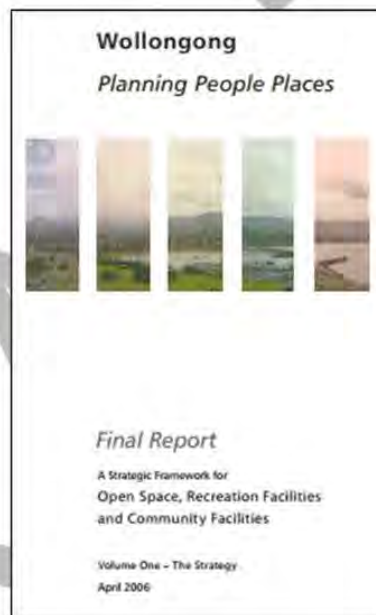 Wollongong
Planning People Places
Final Report
A Strategic Framework for
Open Space, Recreation Facilities
and Community Facilities
Volume One – The Strategy
April 2006